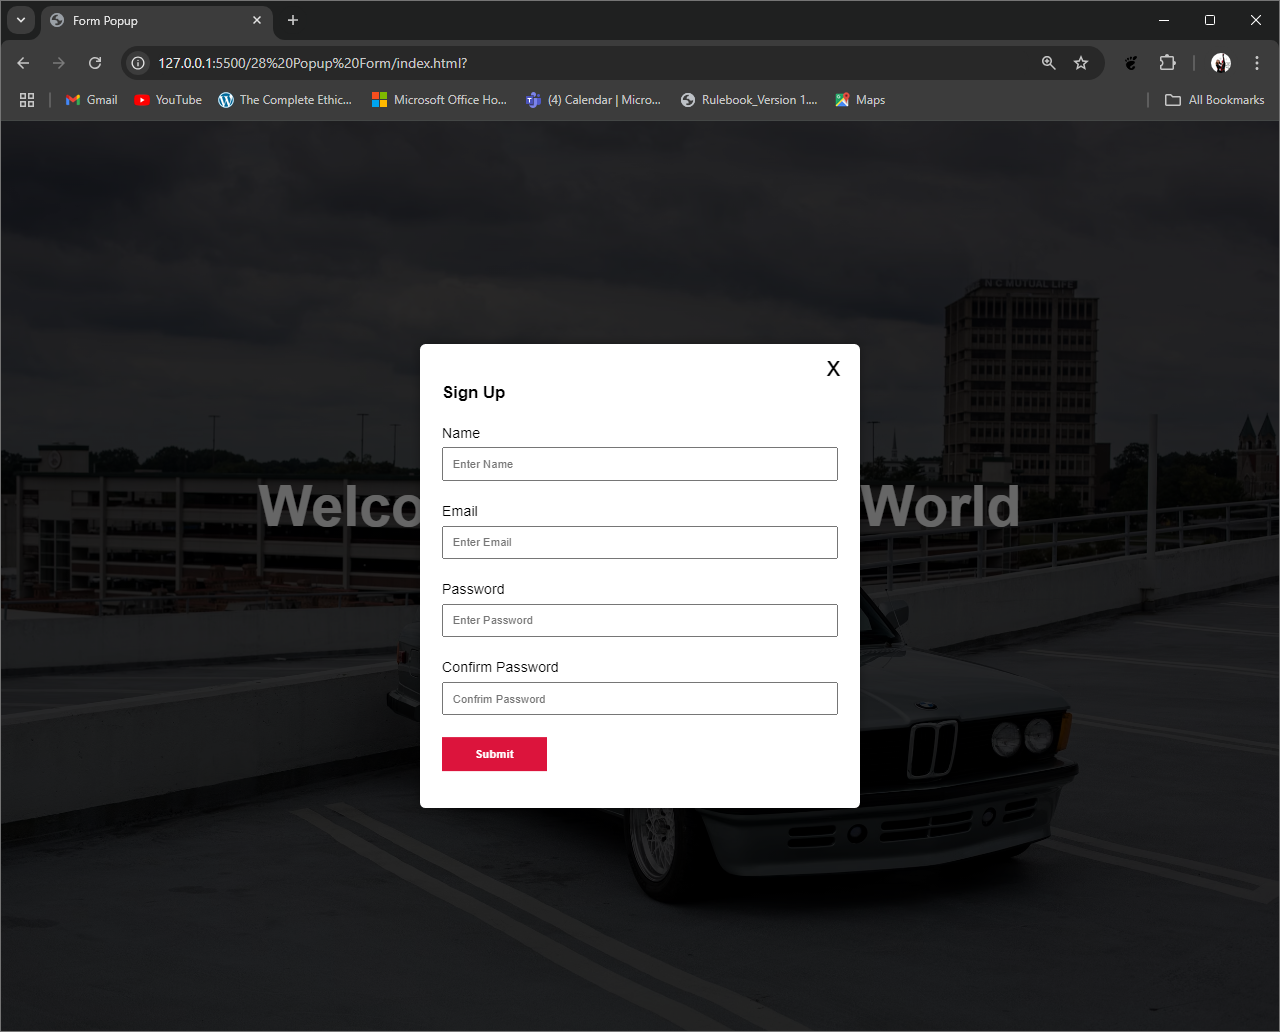 Form Popup
127.0.0.1:5500/28%20Popup%20Form/index.html?
Gmail
YouTube
The Complete Ethic...
Microsoft Office Ho...
(4) Calendar | Micro...
Rulebook_Version 1....
Maps
All Bookmarks
N C MUTUAL LIFE
X
Sign Up
Name
Enter Name
Welco World
Email
Enter Email
Password
Enter Password
Confirm Password
Confrim Password
Submit